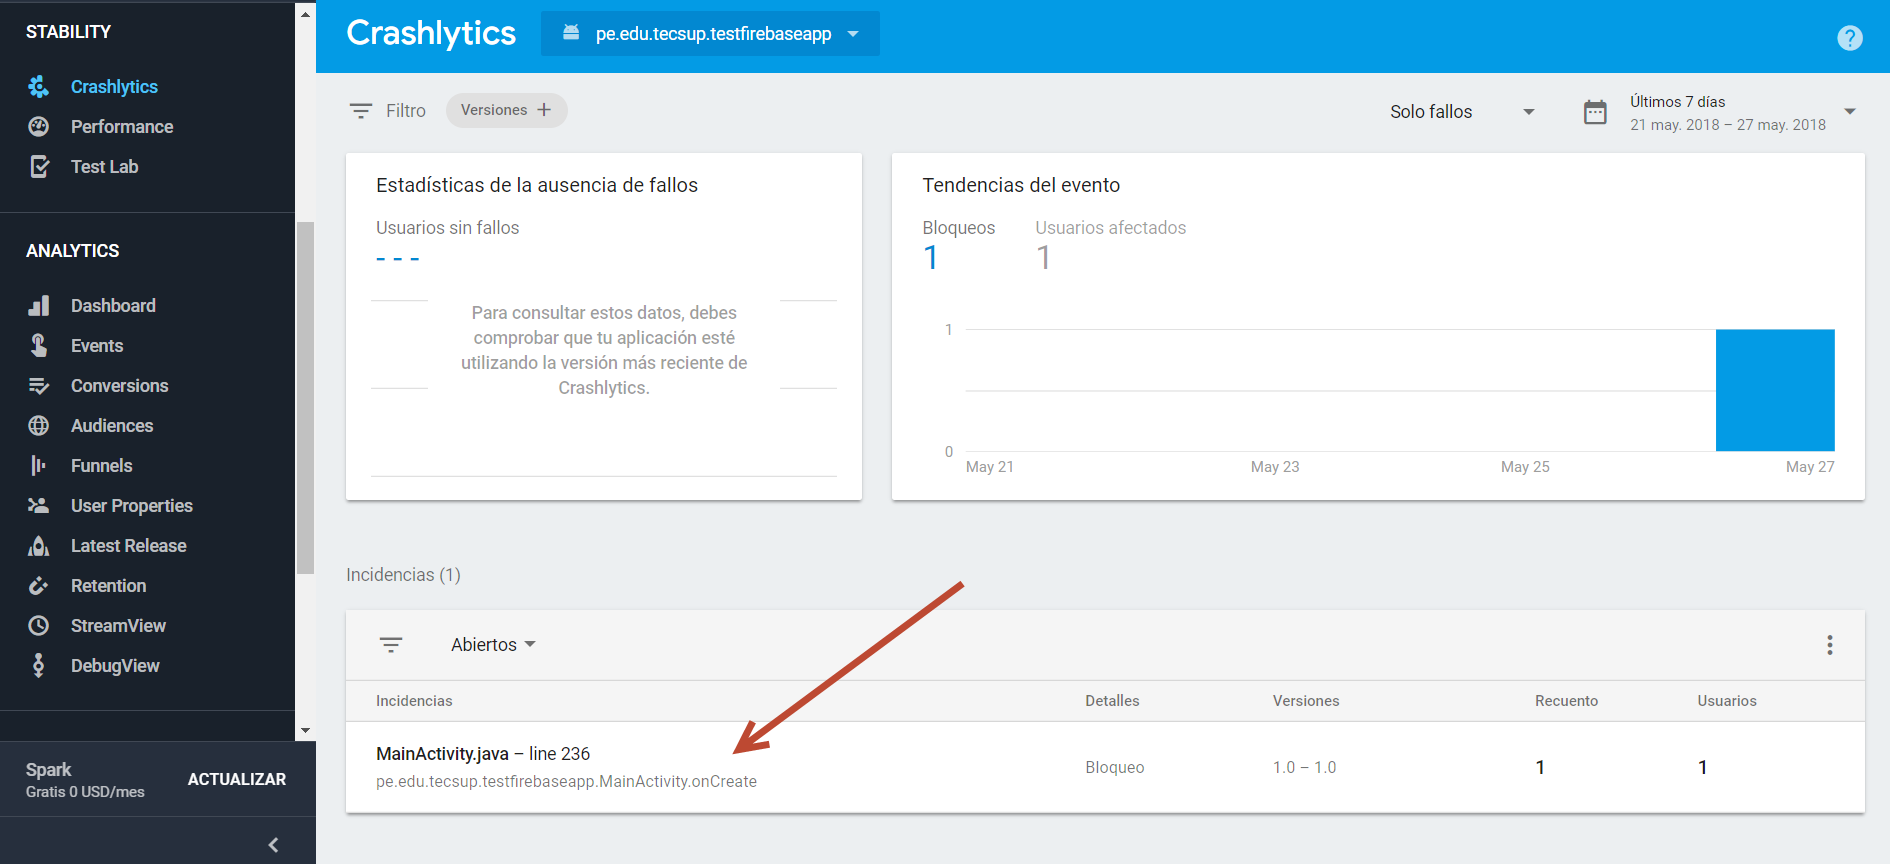 STABILITY
Crashlytics
Performance
Test Lab
ANALYTICS
Dashboard
Events
Conversions
Audiences
Funnels
User Properties
Latest Release
Retention
StreamView
DebugView
Spark
Gratis 0 USD/mes
ACTUALIZAR
Crashlytics
pe.edu.tecsup.testfirebaseapp
?
Filtro
Versiones +
Solo fallos
Últimos 7 días
21 may. 2018 – 27 may. 2018
Estadísticas de la ausencia de fallos
Usuarios sin fallos
- - -
Para consultar estos datos, debes
comprobar que tu aplicación esté
utilizando la versión más reciente de
Crashlytics.
Tendencias del evento
Bloqueos Usuarios afectados
1 1
1
0
May 21 May 23 May 25 May 27
Incidencias (1)
Abiertos
Incidencias Detalles Versiones Recuento Usuarios
MainActivity.java – line 236
pe.edu.tecsup.testfirebaseapp.MainActivity.onCreate
Bloqueo 1.0 – 1.0 1 1